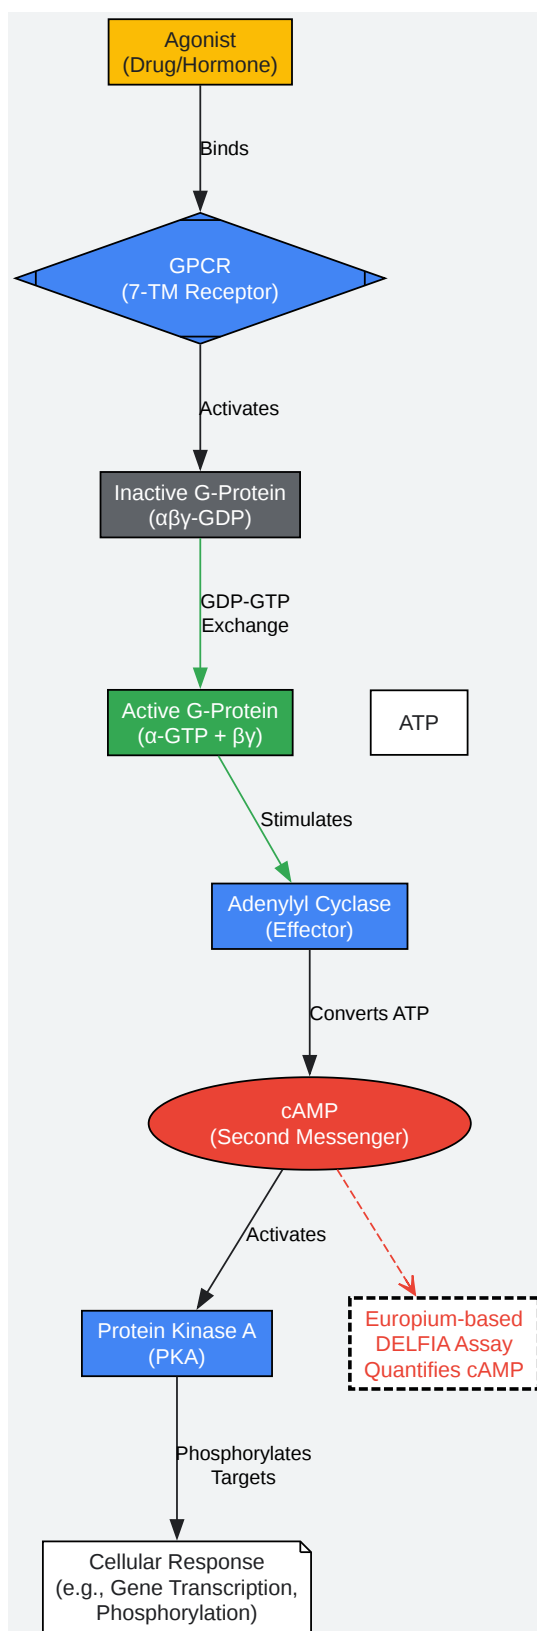 Agonist
(Drug/Hormone)
Binds
GPCR
(7-TM Receptor)
Activates
Inactive G-Protein
(αβγ-GDP)
GDP-GTP
Exchange
Active G-Protein
(α-GTP + βγ)
ATP
Stimulates
Adenylyl Cyclase
(Effector)
Converts ATP
cAMP
(Second Messenger)
Activates
Protein Kinase A
(PKA)
Europium-based
DELFIA Assay
Quantifies cAMP
Phosphorylates
Targets
Cellular Response
(e.g., Gene Transcription,
Phosphorylation)